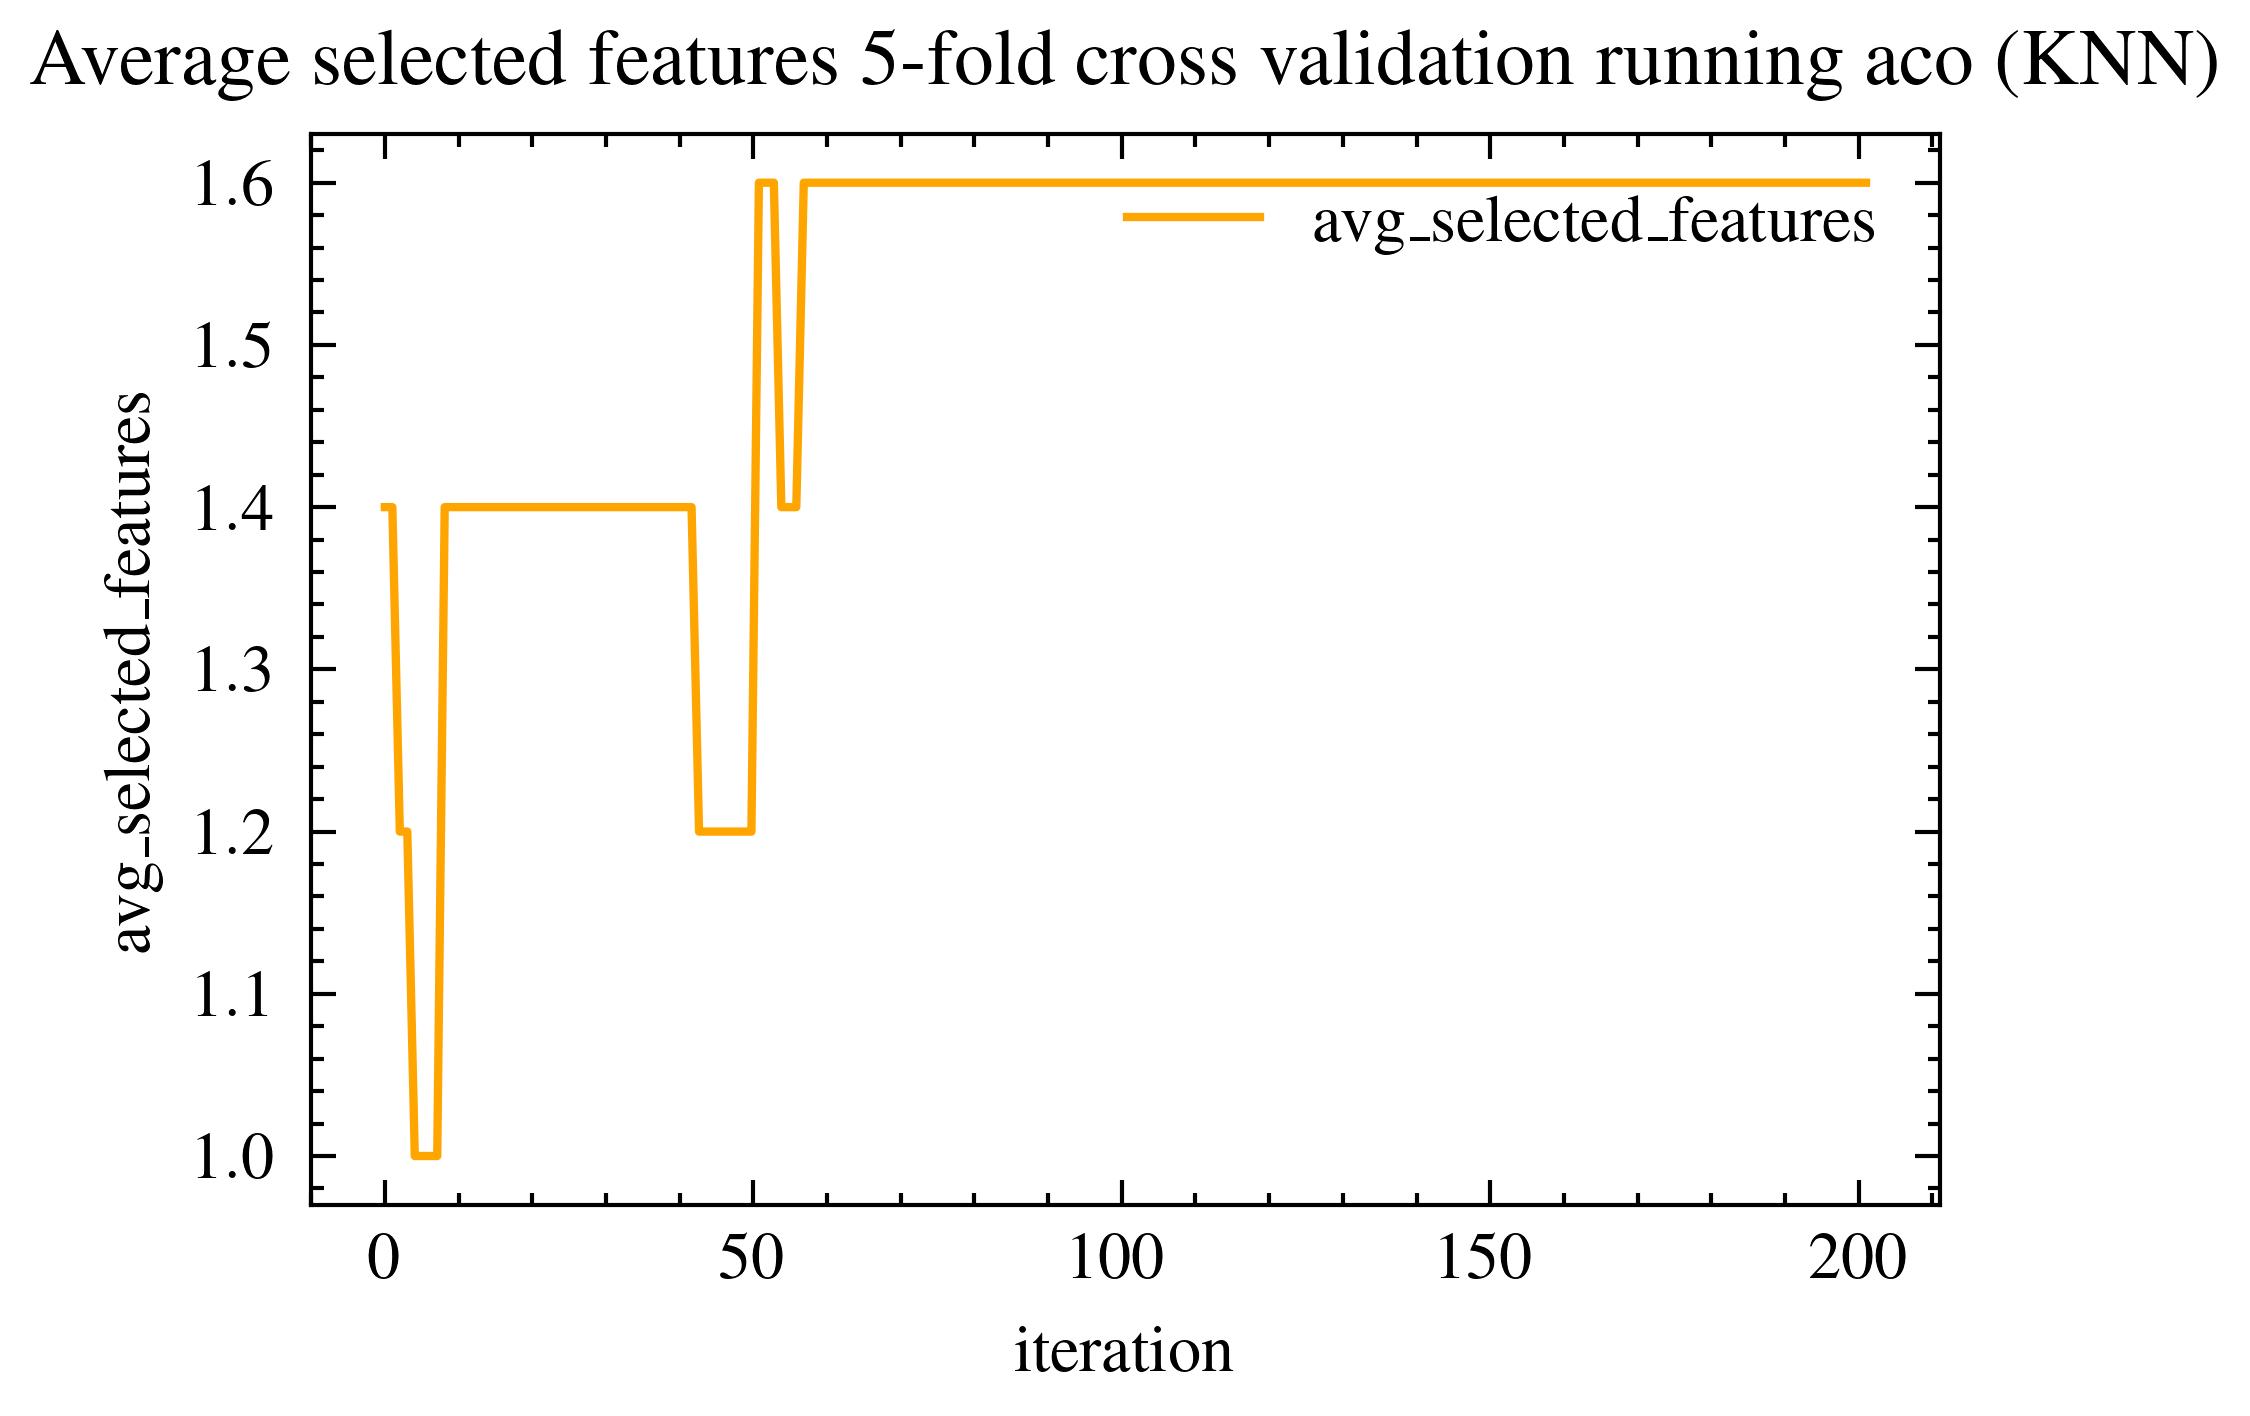 Average selected features 5-fold cross validation running aco (KNN)
1.6
avg_selected_features
1.5
1.4
1.3
1.2
1.1
1.0
avg_selected_features
0 50 100 150 200
iteration